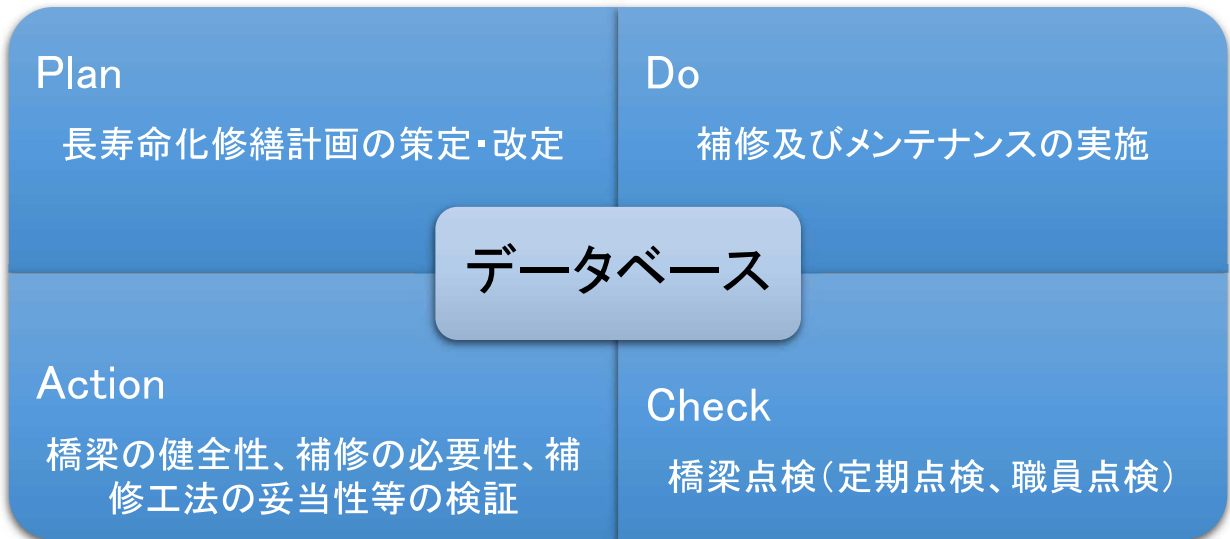 Plan
長寿命化修繕計画の策定・改定
Do
補修及びメンテナンスの実施
データベース
Action
橋梁の健全性、補修の必要性、補
修工法の妥当性等の検証
Check
橋梁点検(定期点検、職員点検)